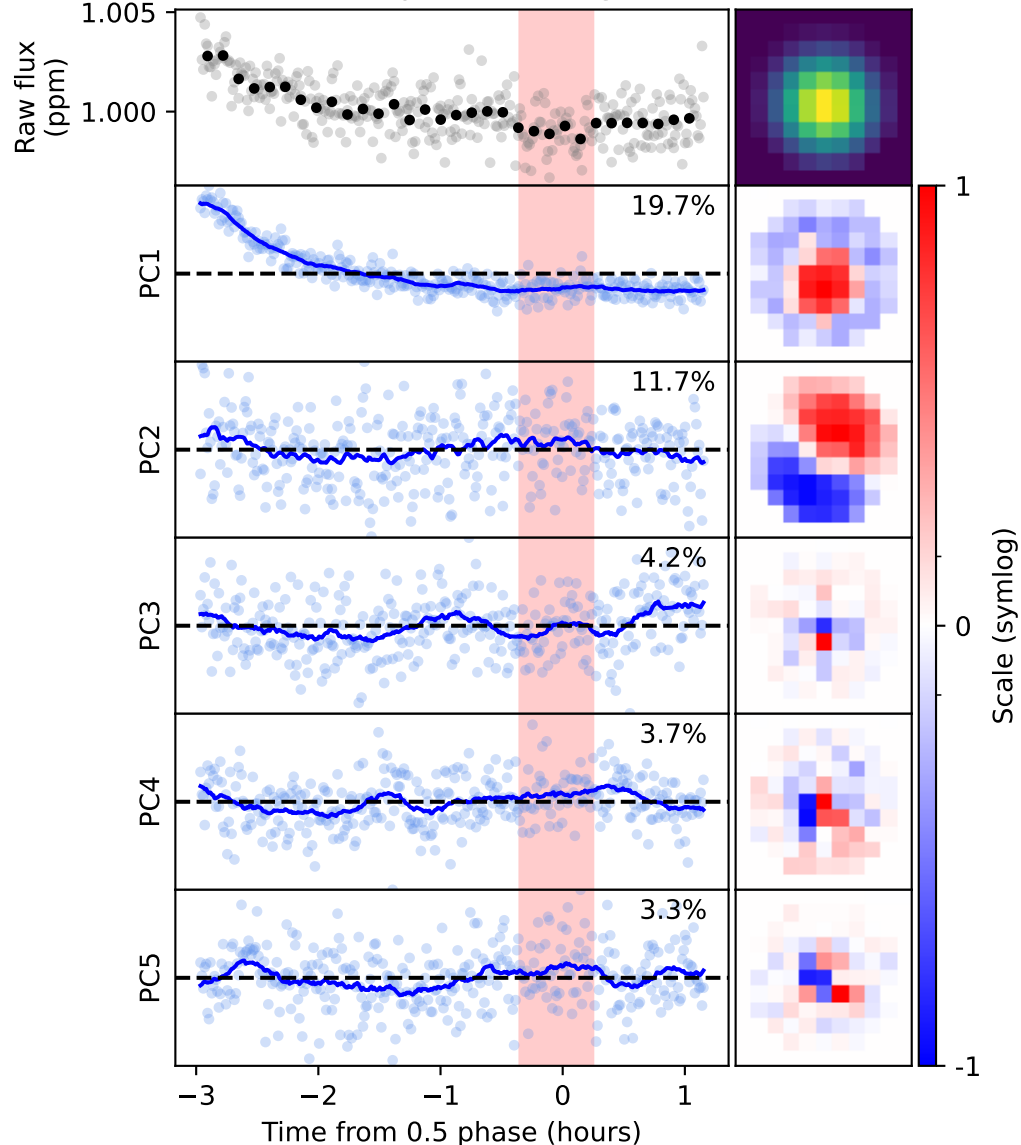 1.005
Raw flux
(ppm)
1.000
PC1
19.7%
1
PC2
11.7%
PC3
4.2%
0
Scale (symlog)
PC4
3.7%
PC5
3.3%
-1
−3 −2 −1 0 1
Time from 0.5 phase (hours)